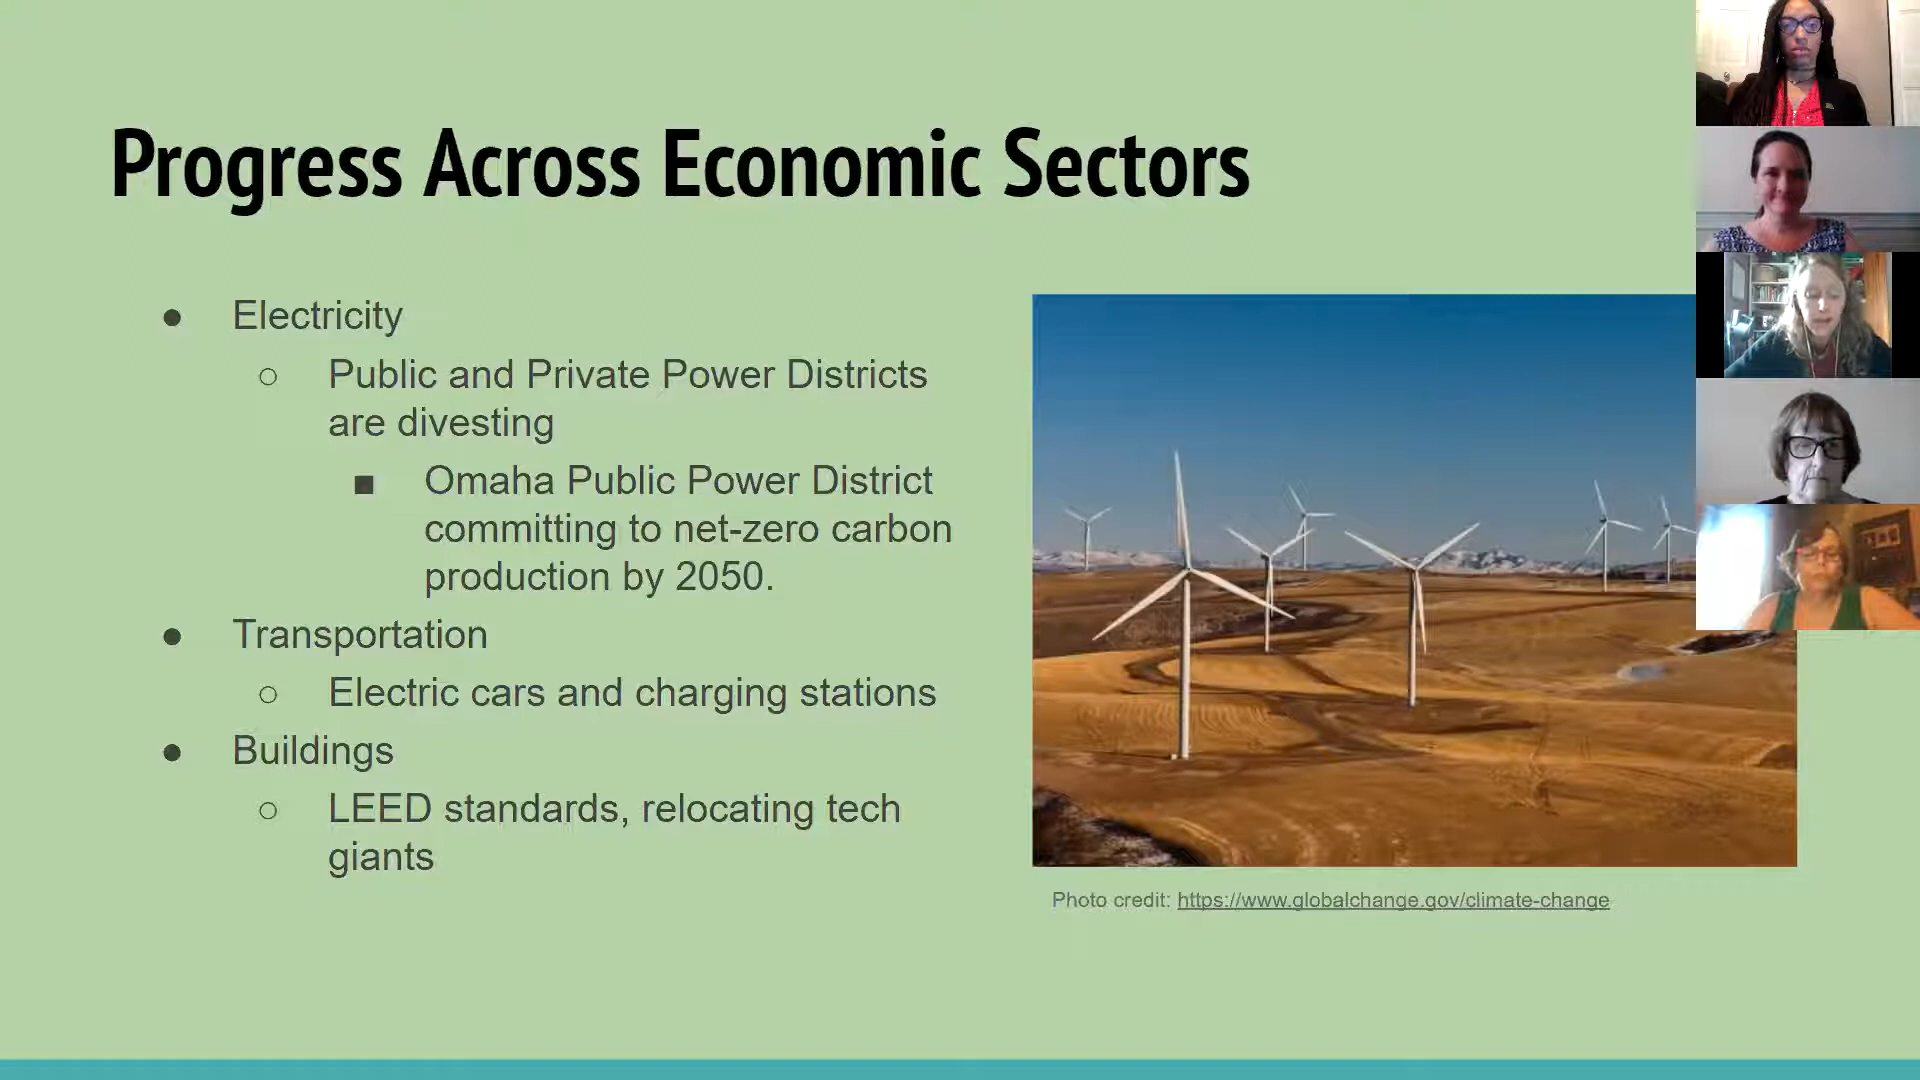 Progress Across Economic Sectors
● Electricity
○ Public and Private Power Districts
are divesting
■ Omaha Public Power District
committing to net-zero carbon
production by 2050.
● Transportation
○ Electric cars and charging stations
● Buildings
○ LEED standards, relocating tech
giants
Photo credit: https://www.globalchange.gov/climate-change